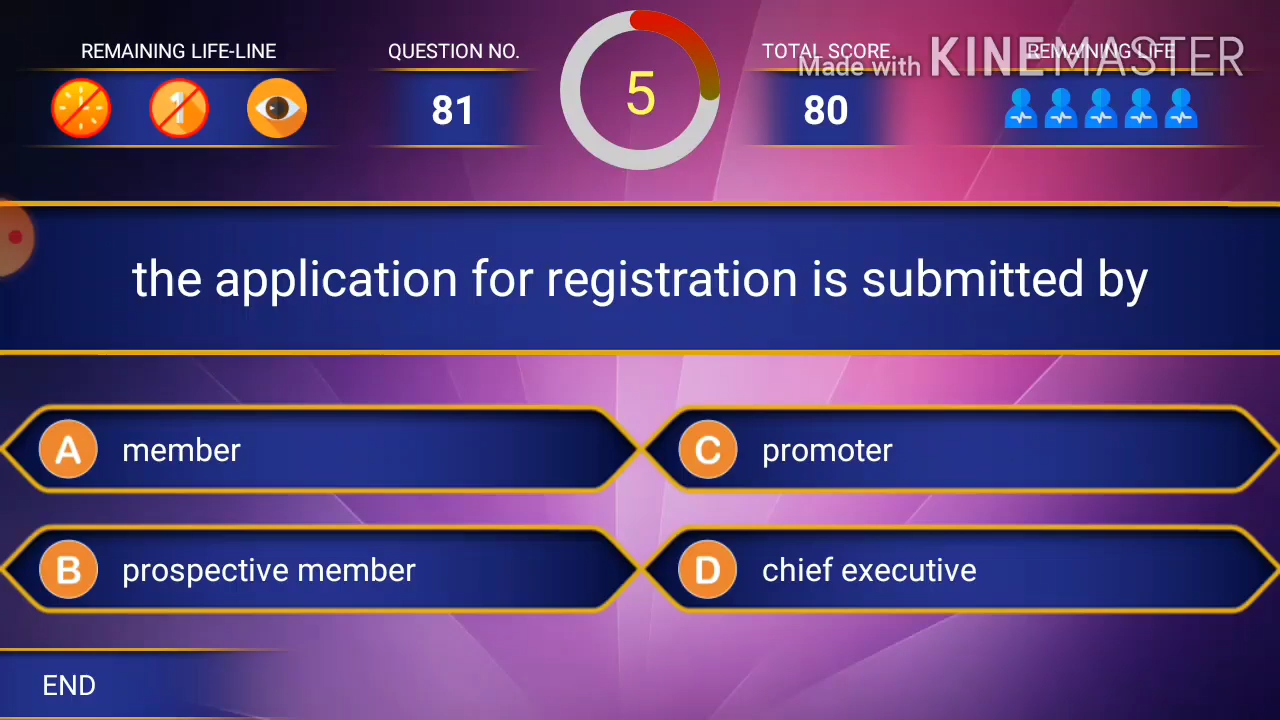 REMAINING LIFE-LINE
QUESTION NO.
TOTAL SCORE
REMAINING LIFE
Made with KINEMASTER
1
81
5
80
the application for registration is submitted by
A member
C promoter
B prospective member
D chief executive
END